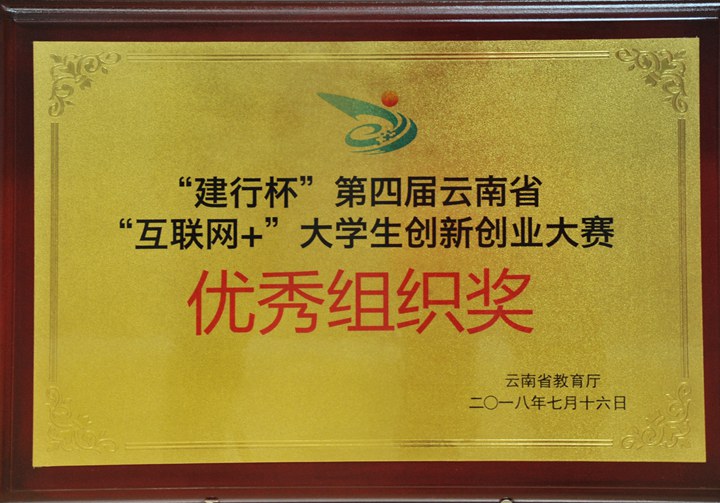 “建行杯”第四届云南省
“互联网+”大学生创新创业大赛
优秀组织奖
云南省教育厅
二〇一八年七月十六日